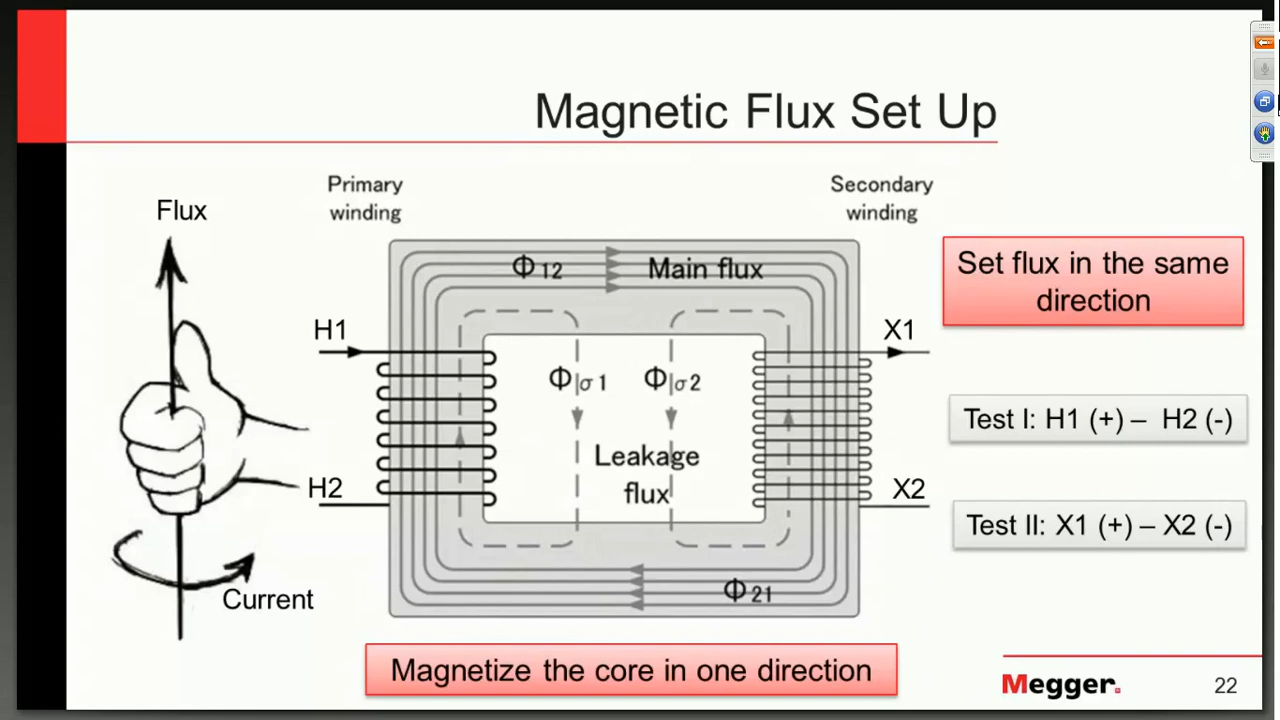 Magnetic Flux Set Up
Primary
winding
Secondary
winding
Flux
Φ12
Main flux
Set flux in the same
direction
H1
X1
Φσ1
Φσ2
Test I: H1 (+) – H2 (-)
Leakage
flux
H2
X2
Test II: X1 (+) – X2 (-)
Φ21
Current
Magnetize the core in one direction
Megger.
22